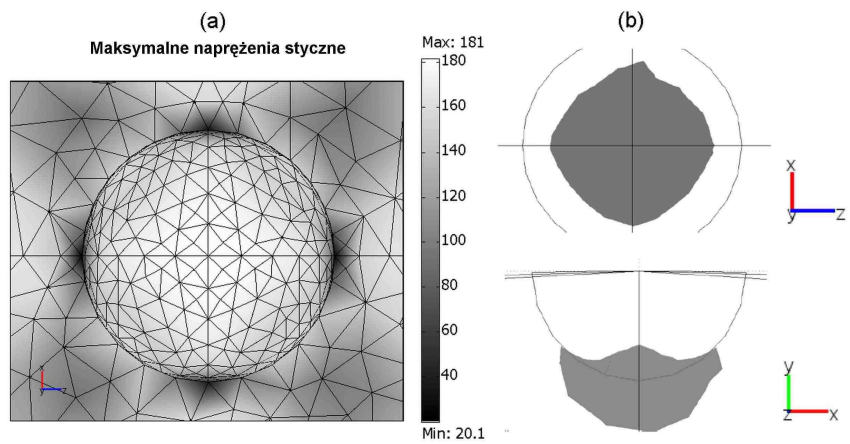 (a)
(b)
Maksymalne naprężenia styczne
Max: 181
180
160
140
120
100
80
60
40
Min: 20.1
x
y
z
x
y
z
y
z
x